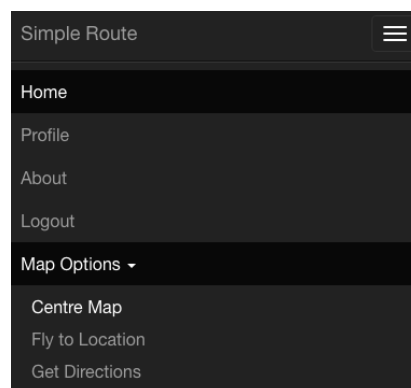 Simple Route
Home
Profile
About
Logout
Map Options
Centre Map
Fly to Location
Get Directions